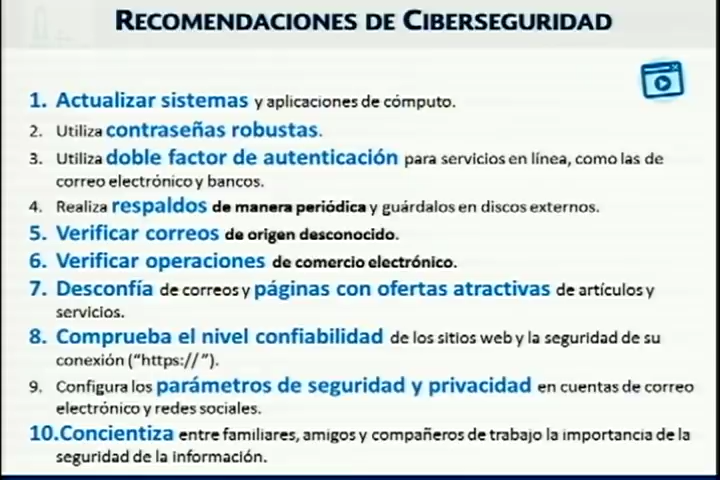 RECOMENDACIONES DE CIBERSEGURIDAD
1. Actualizar sistemas y aplicaciones de cómputo.
2. Utiliza contraseñas robustas.
3. Utiliza doble factor de autenticación para servicios en línea, como las de
correo electrónico y bancos.
4. Realiza respaldos de manera periódica y guárdalos en discos externos.
5. Verificar correos de origen desconocido.
6. Verificar operaciones de comercio electrónico.
7. Desconfía de correos y páginas con ofertas atractivas de artículos y
servicios.
8. Comprueba el nivel confiabilidad de los sitios web y la seguridad de su
conexión (“https://”).
9. Configura los parámetros de seguridad y privacidad en cuentas de correo
electrónico y redes sociales.
10.Concientiza entre familiares, amigos y compañeros de trabajo la importancia de la
seguridad de la información.